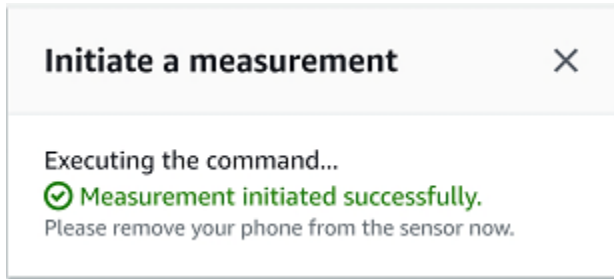 Initiate a measurement
Executing the command...
Measurement initiated successfully.
Please remove your phone from the sensor now.